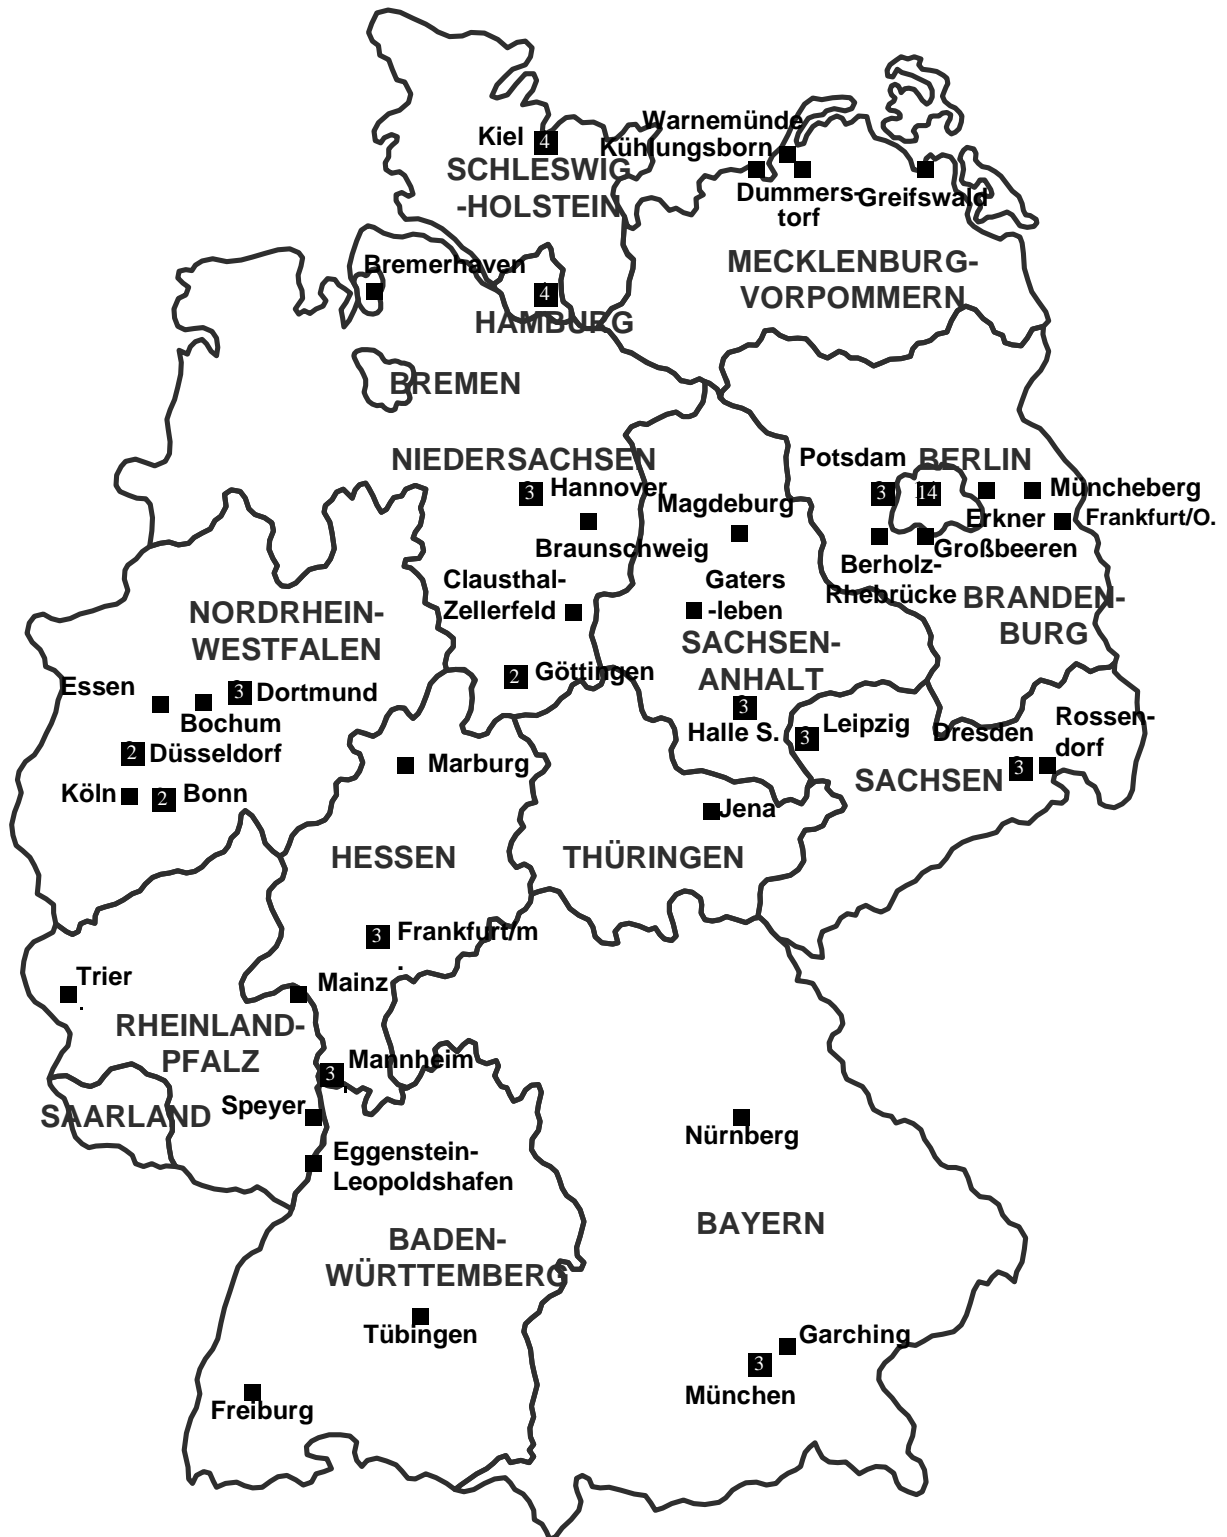 Warnemünde
Kiel 4
Kühlungsborn
SCHLESWIG
-HOLSTEIN
Dummers-
torf
Greifswald
Bremerhaven
MECKLENBURG-
VORPOMMERN
4
HAMBURG
BREMEN
NIEDERSACHSEN
3 Hannover
Braunschweig
Magdeburg
Potsdam
BERLIN
3
14
Müncheberg
Erkner
Frankfurt/O.
Großbeeren
Berholz-
Rhebrücke
BRANDEN-
BURG
Clausthal-
Zellerfeld
Gaters
-leben
NORDRHEIN-
WESTFALEN
SACHSEN-
ANHALT
2 Göttingen
Essen
3 Dortmund
Bochum
2 Düsseldorf
Köln
2 Bonn
3
Halle S.
3 Leipzig
Dresden
3
Rossen-
dorf
SACHSEN
Marburg
Jena
HESSEN
THÜRINGEN
3 Frankfurt/m
.
Trier
.
Mainz
RHEINLAND-
PFALZ
3 Mannheim
.
SAARLAND
Speyer
Nürnberg
Eggenstein-
Leopoldshafen
BAYERN
BADEN-
WÜRTTEMBERG
Tübingen
Garching
3
München
Freiburg